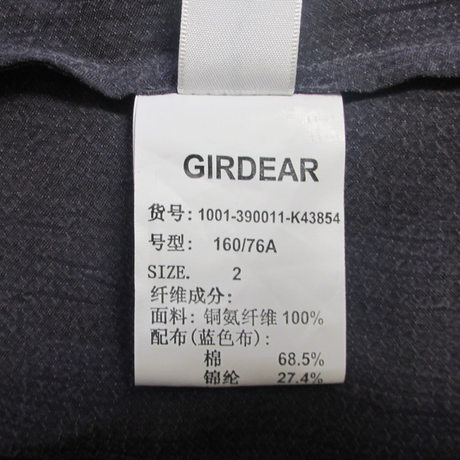 GIRDEAR
货号: 1001-390011-K43854
号型: 160/76A
SIZE. 2
纤维成分:
面料: 铜氨纤维 100%
配布(蓝色布):
棉 68.5%
锦纶 27.4%